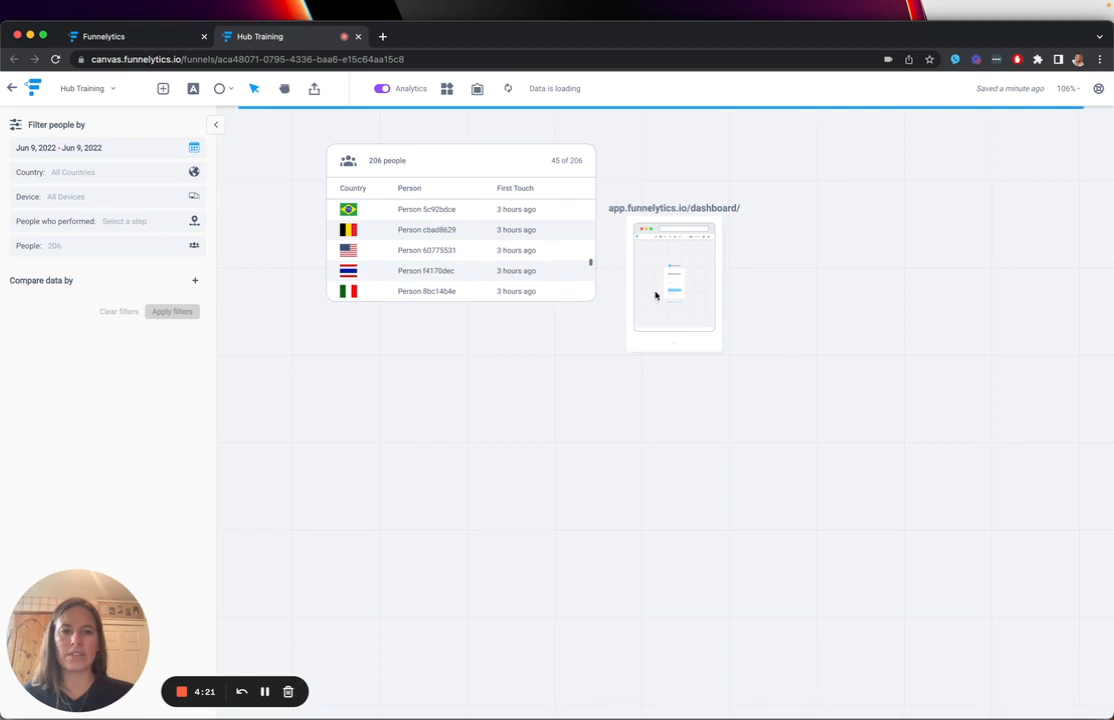 Funnelytics
Hub Training
canvas.funnelytics.io/funnels/aca48071-0795-4336-baa6-e15c64aa15c8
Hub Training
A
Analytics
Data is loading
Saved a minute ago
106%
Filter people by
Jun 9, 2022 - Jun 9, 2022
Country: All Countries
Device: All Devices
People who performed: Select a step
People: 206
Compare data by
Clear filters
Apply filters
206 people
45 of 206
Country Person First Touch
Person 5c92bdce 3 hours ago
Person cbad8629 3 hours ago
Person 60775531 3 hours ago
Person f4170dec 3 hours ago
Person 8bc14b4e 3 hours ago
app.funnelytics.io/dashboard/
4:21